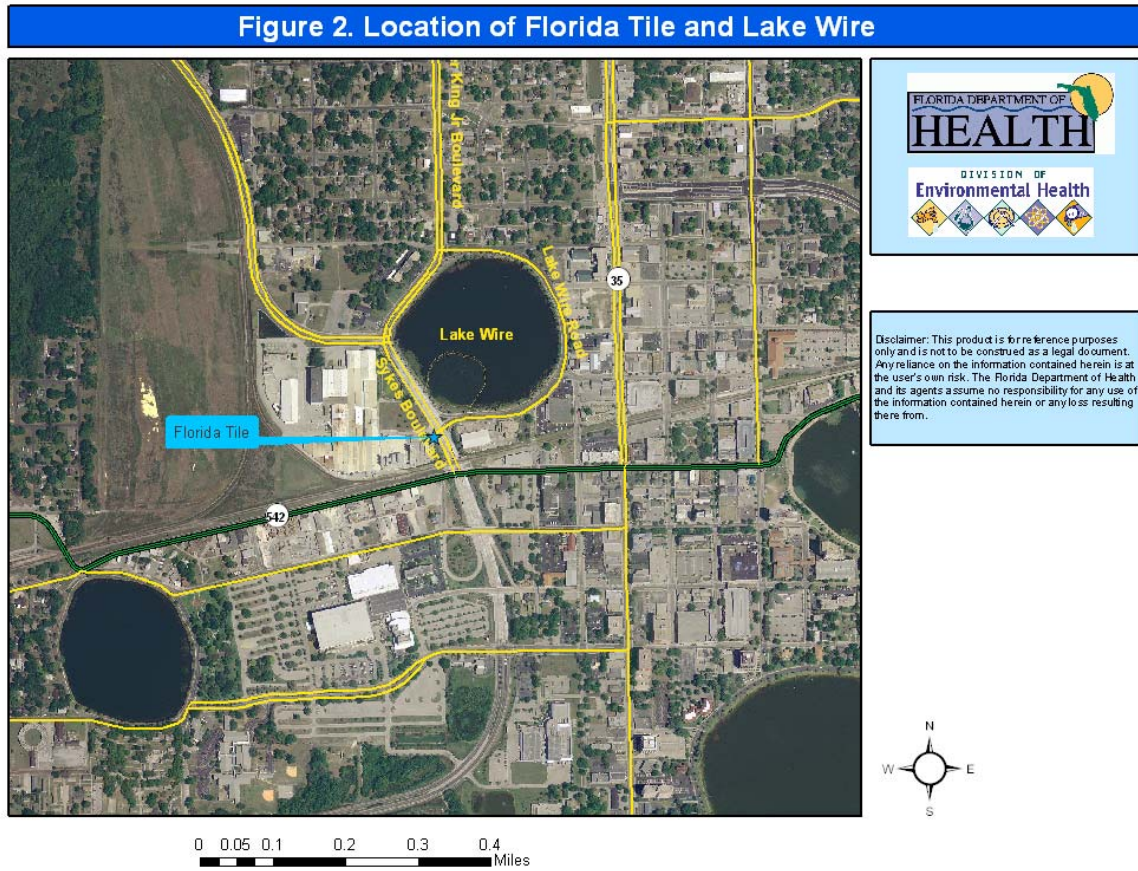 Figure 2. Location of Florida Tile and Lake Wire
r King Jr Boulevard
Lake Wire Road
35
Lake Wire
Sykes Boulevard
Florida Tile
542
FLORIDA DEPARTMENT OF
HEALTH
DIVISION OF
Environmental Health
Disclaimer: This product is for reference purposes
only and is not to be construed as a legal document.
Any reliance on the information contained herein is at
the user's own risk. The Florida Department of Health
and its agents assume no responsibility for any use of
the information contained herein or any loss resulting
there from.
N
W E
S
0 0.05 0.1 0.2 0.3 0.4
Miles